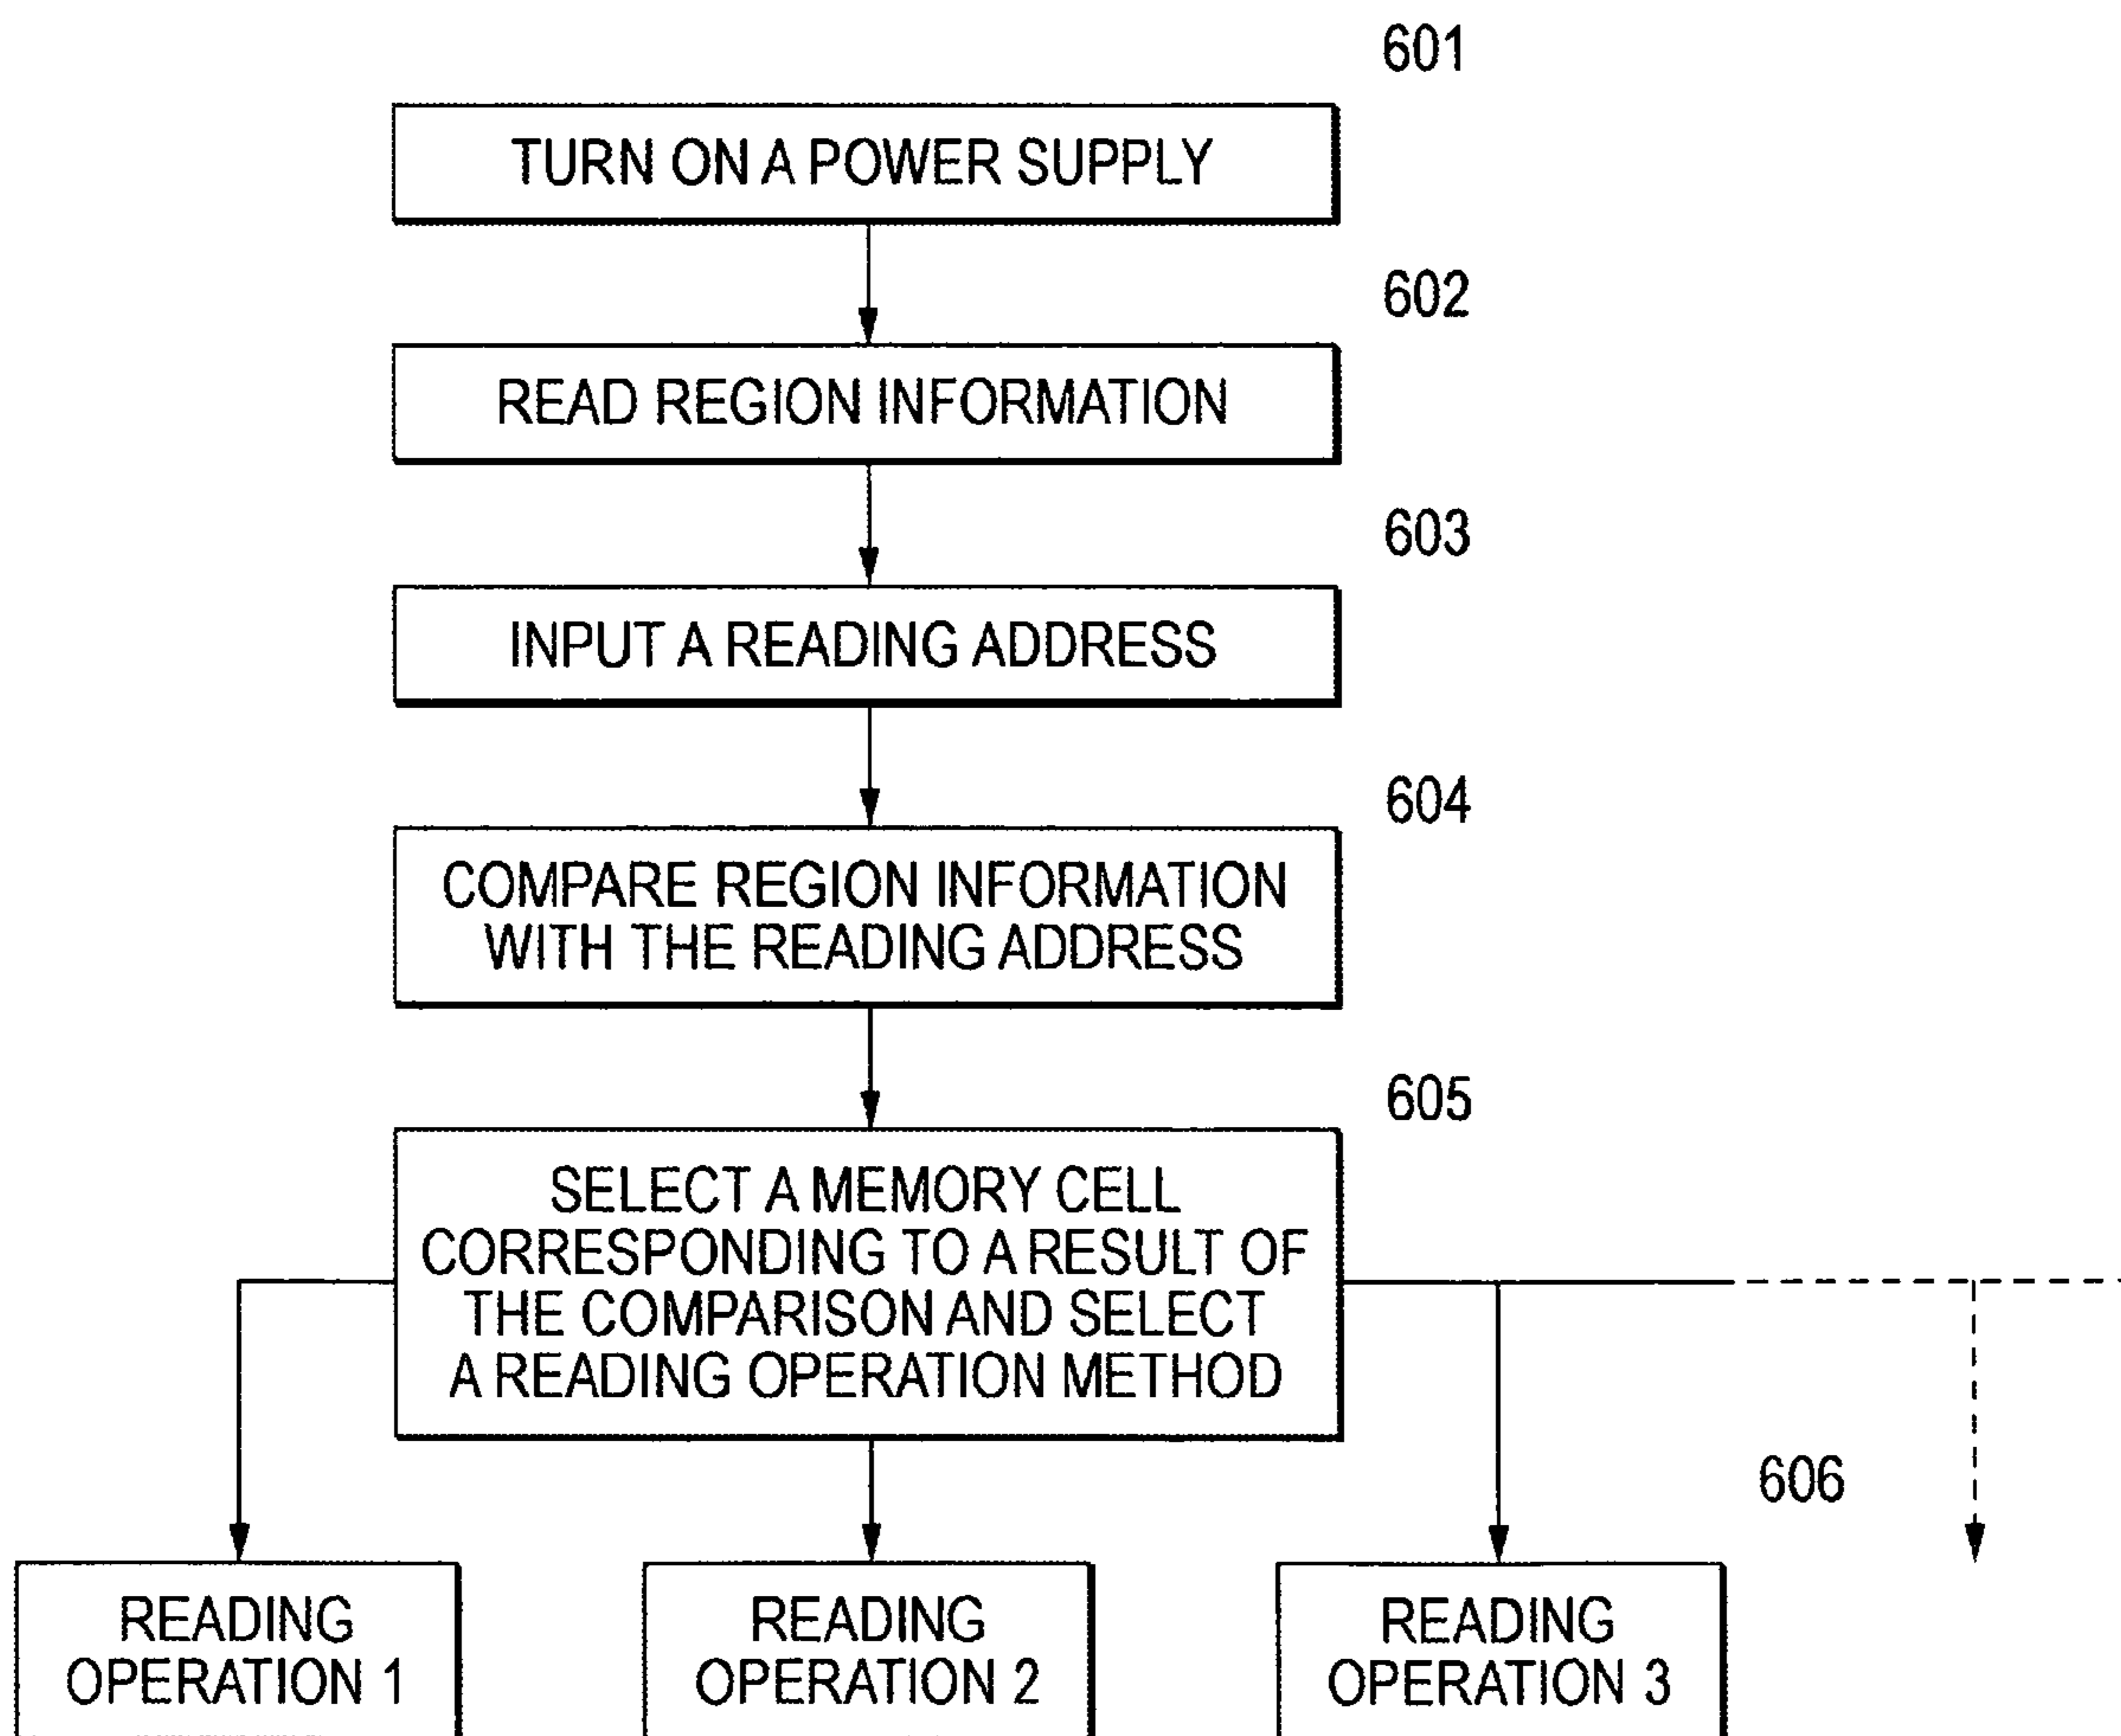 601
TURN ON A POWER SUPPLY
602
READ REGION INFORMATION
603
INPUT A READING ADDRESS
604
COMPARE REGION INFORMATION
WITH THE READING ADDRESS
605
SELECT A MEMORY CELL
CORRESPONDING TO A RESULT OF
THE COMPARISON AND SELECT
A READING OPERATION METHOD
606
READING
OPERATION 1
READING
OPERATION 2
READING
OPERATION 3